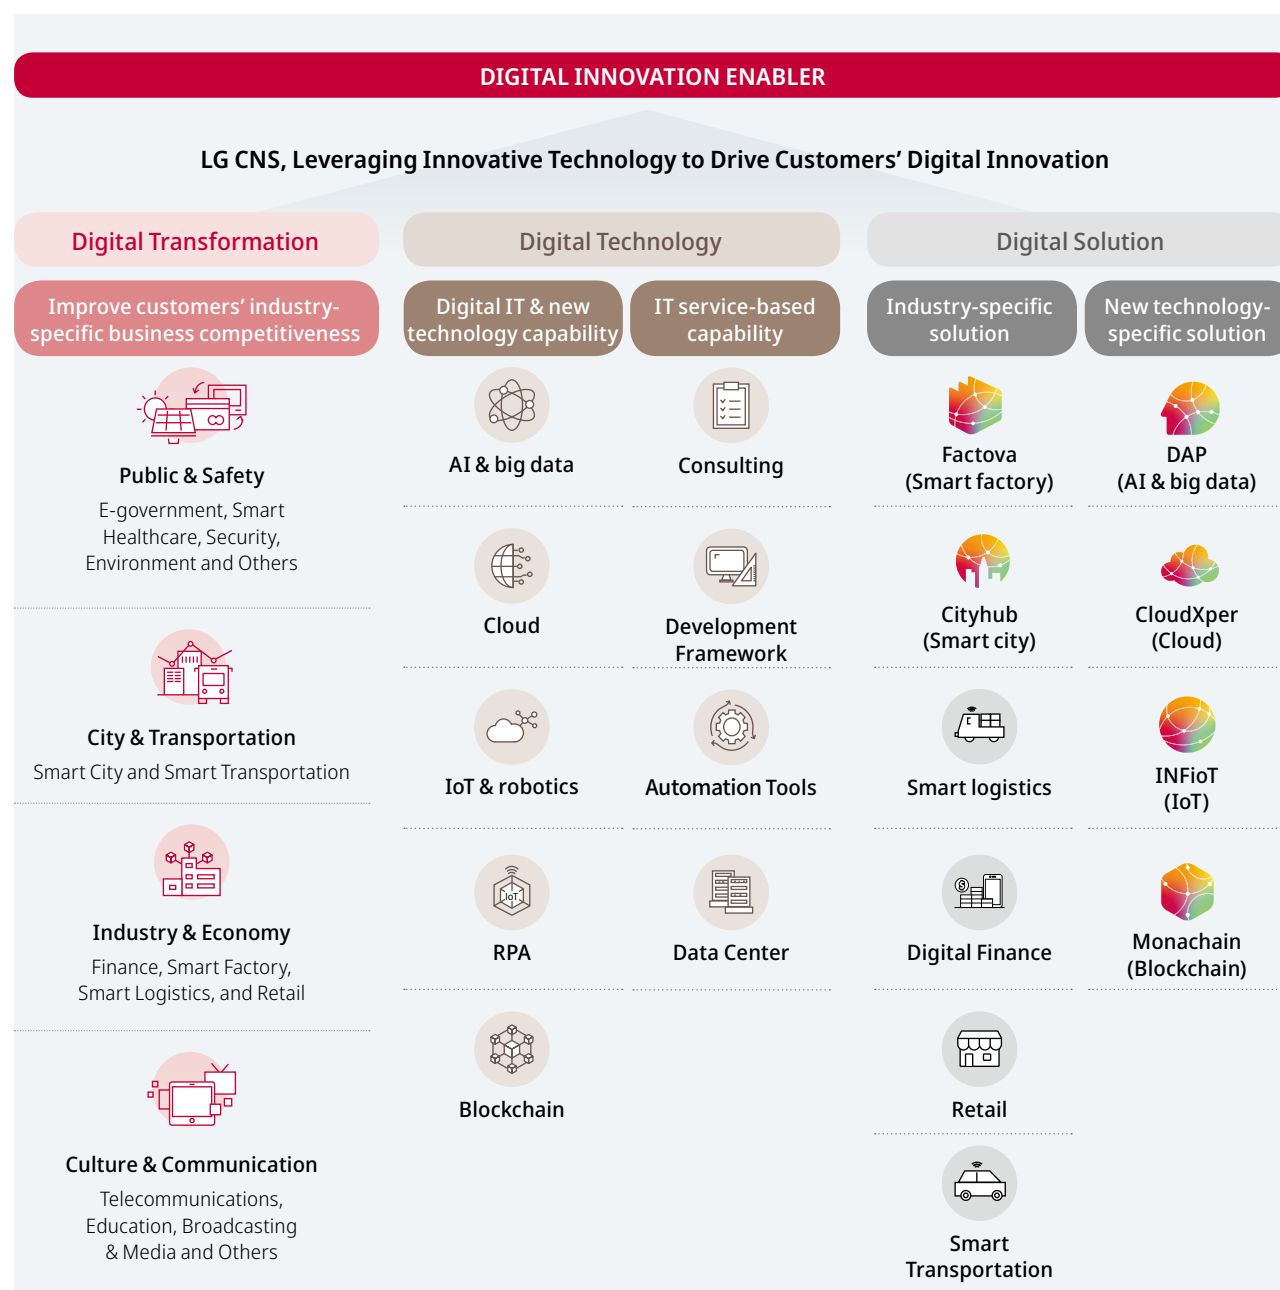 DIGITAL INNOVATION ENABLER
LG CNS, Leveraging Innovative Technology to Drive Customers’ Digital Innovation
Digital Transformation
Improve customers’ industry-
specific business competitiveness
Public & Safety
E-government, Smart
Healthcare, Security,
Environment and Others
City & Transportation
Smart City and Smart Transportation
Industry & Economy
Finance, Smart Factory,
Smart Logistics, and Retail
Culture & Communication
Telecommunications,
Education, Broadcasting
& Media and Others
Digital Technology
Digital IT & new
technology capability
AI & big data
Cloud
IoT & robotics
IoT
RPA
Blockchain
IT service-based
capability
Consulting
Development
Framework
Automation Tools
Data Center
Digital Solution
Industry-specific
solution
Factova
(Smart factory)
Cityhub
(Smart city)
Smart logistics
Digital Finance
Retail
Smart
Transportation
New technology-
specific solution
DAP
(AI & big data)
CloudXper
(Cloud)
INFioT
(IoT)
Monachain
(Blockchain)